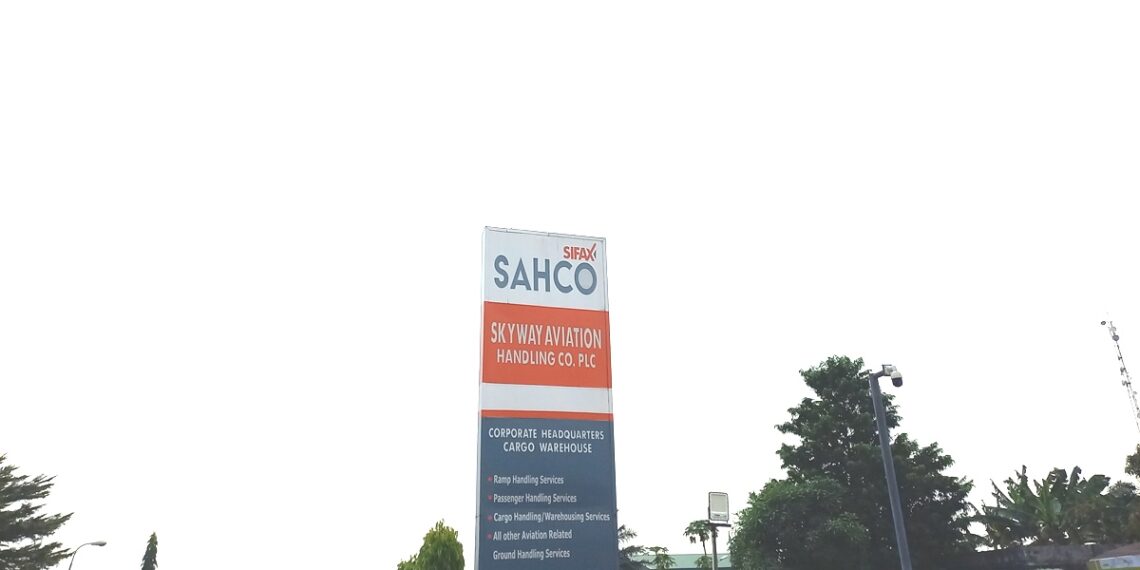 SIFAX
SAHCO
SKYWAY AVIATION
HANDLING CO. PLC
CORPORATE HEADQUARTERS
CARGO WAREHOUSE
Ramp Handling Services
Passenger Handling Services
Cargo Handling/Warehousing Services
All other Aviation Related
Ground Handling Services